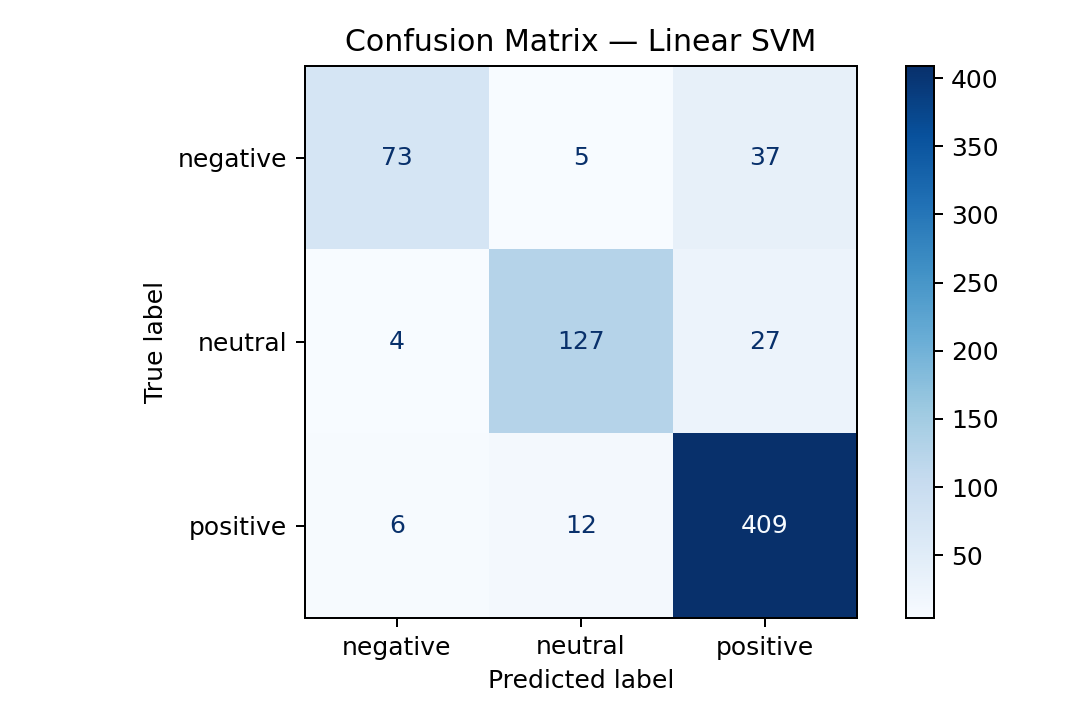 Confusion Matrix — Linear SVM
negative 73 5 37
neutral 4 127 27
positive 6 12 409
True label
negative neutral positive
Predicted label
400
350
300
250
200
150
100
50